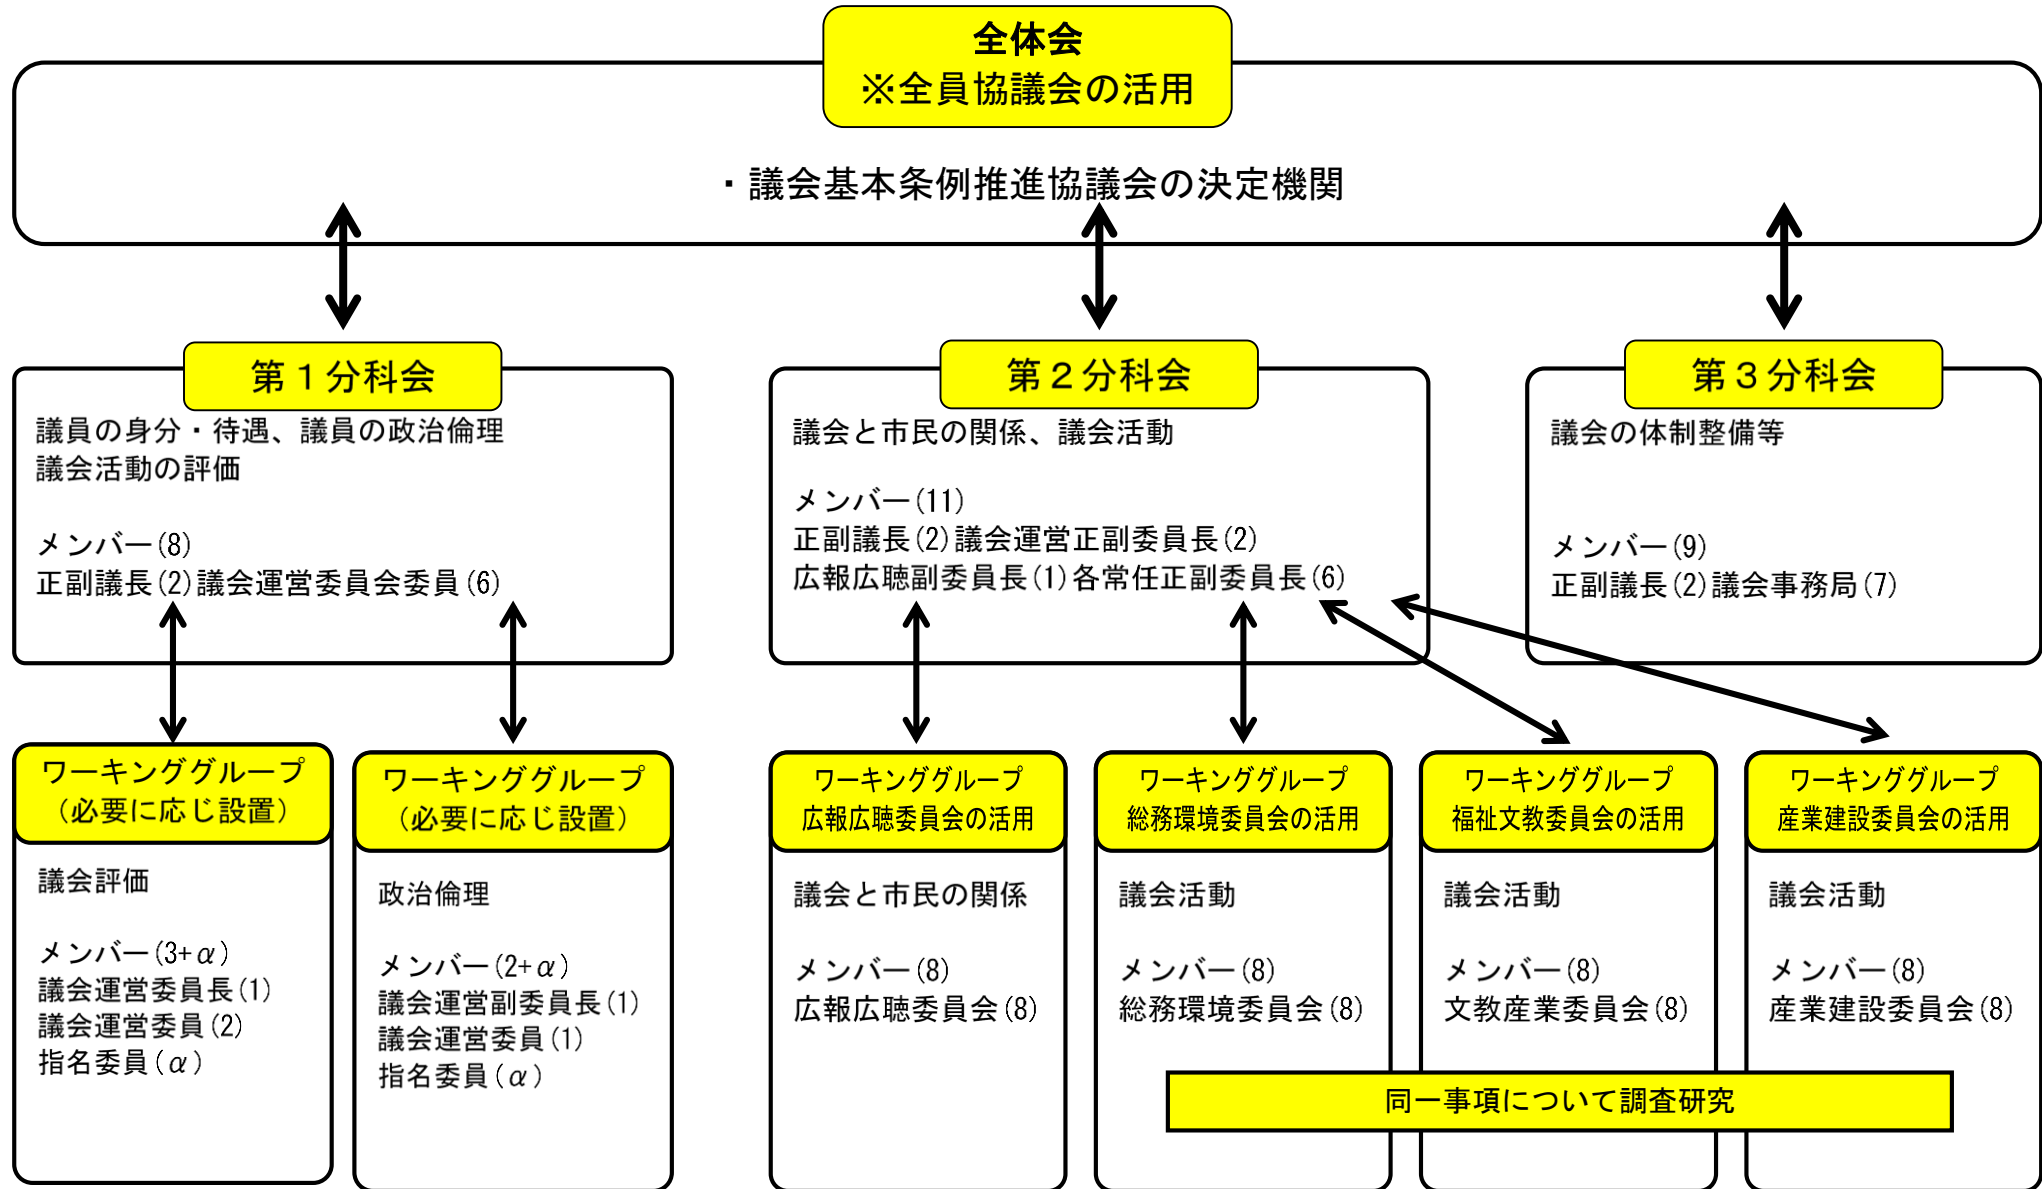 全体会
※全員協議会の活用
・議会基本条例推進協議会の決定機関
第１分科会
議員の身分・待遇、議員の政治倫理
議会活動の評価
メンバー(8)
正副議長(2)議会運営委員会委員(6)
第２分科会
議会と市民の関係、議会活動
メンバー(11)
正副議長(2)議会運営正副委員長(2)
広報広聴副委員長(1)各常任正副委員長(6)
第３分科会
議会の体制整備等
メンバー(9)
正副議長(2)議会事務局(7)
ワーキンググループ
（必要に応じ設置）
議会評価
メンバー(3+α)
議会運営委員長(1)
議会運営委員(2)
指名委員(α)
ワーキンググループ
（必要に応じ設置）
政治倫理
メンバー(2+α)
議会運営副委員長(1)
議会運営委員(1)
指名委員(α)
ワーキンググループ
広報広聴委員会の活用
議会と市民の関係
メンバー(8)
広報広聴委員会(8)
ワーキンググループ
総務環境委員会の活用
議会活動
メンバー(8)
総務環境委員会(8)
ワーキンググループ
福祉文教委員会の活用
議会活動
メンバー(8)
文教産業委員会(8)
ワーキンググループ
産業建設委員会の活用
議会活動
メンバー(8)
産業建設委員会(8)
同一事項について調査研究